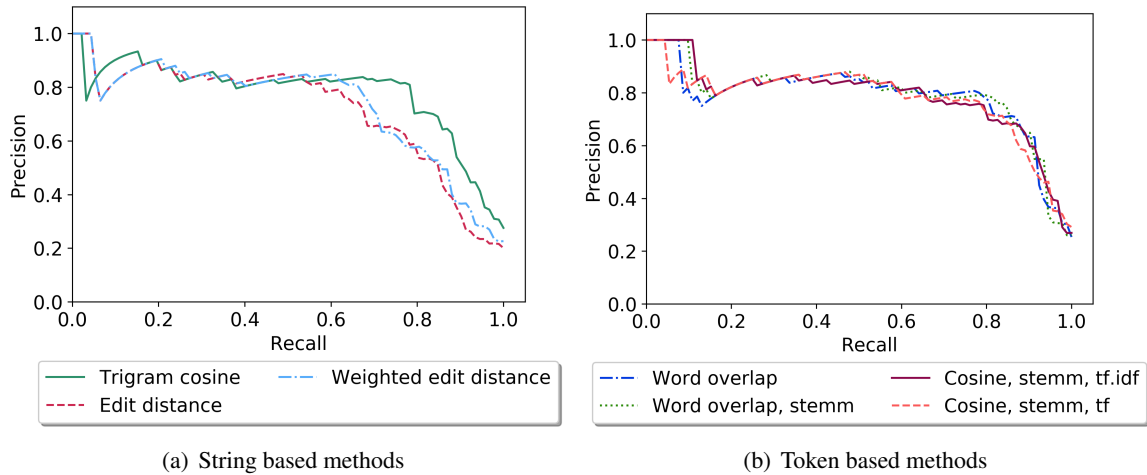 1.0
0.8
0.6
0.4
0.2
0.0
Precision
0.0 0.2 0.4 0.6 0.8 1.0
Recall
Trigram cosine
Edit distance
Weighted edit distance
(a) String based methods
1.0
0.8
0.6
0.4
0.2
0.0
Precision
0.0 0.2 0.4 0.6 0.8 1.0
Recall
Word overlap
Word overlap, stemm
Cosine, stemm, tf.idf
Cosine, stemm, tf
(b) Token based methods